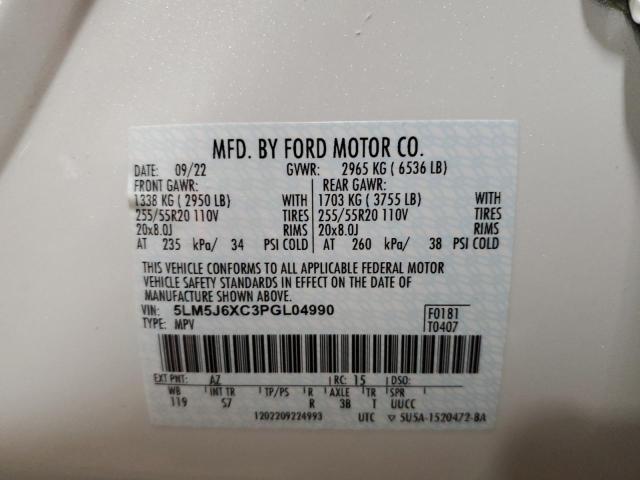 MFD. BY FORD MOTOR CO.
DATE: 09/22 GVWR: 2965 KG ( 6536 LB)
FRONT GAWR: REAR GAWR:
1338 KG ( 2950 LB) WITH 1703 KG ( 3755 LB) WITH
255/55R20 110V TIRES 255/55R20 110V TIRES
20x8.0J RIMS 20x8.0J RIMS
AT 235 kPa/ 34 PSI COLD AT 260 kPa/ 38 PSI COLD
THIS VEHICLE CONFORMS TO ALL APPLICABLE FEDERAL MOTOR
VEHICLE SAFETY STANDARDS IN EFFECT ON THE DATE OF
MANUFACTURE SHOWN ABOVE.
VIN: 5LM5J6XC3PGL04990 F0181
TYPE: MPV T0407
EXT PNT: AZ RC: 15 DSO:
WB INT TR TP/PS R AXLE TR SPR
119 S7 R 3B T UUCC
1202209224993 UTC ▽ 5U5A-1520472-BA